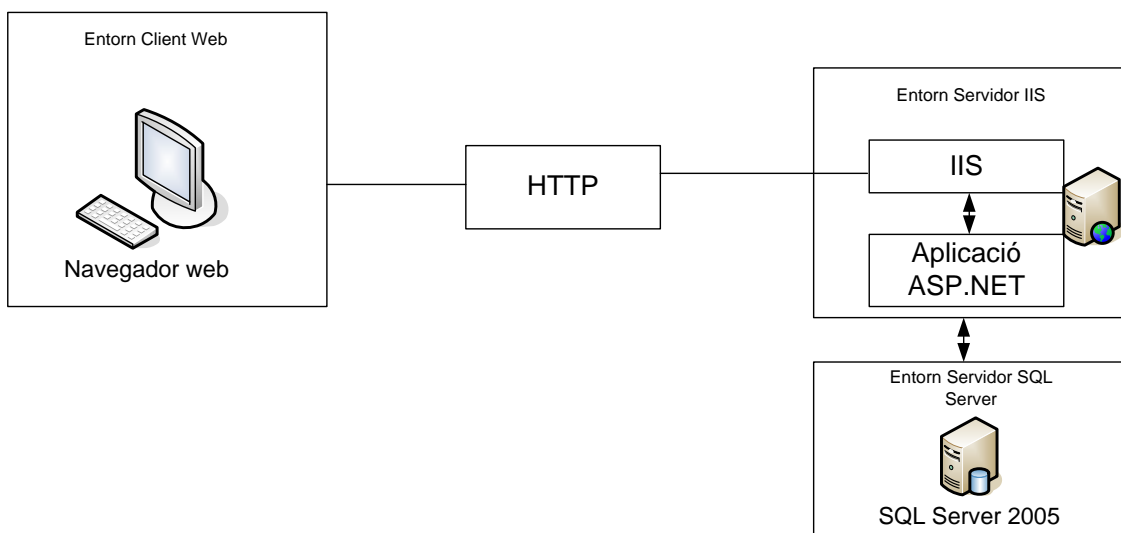 Entorn Client Web
Navegador web
HTTP
Entorn Servidor IIS
IIS
Aplicació
ASP.NET
Entorn Servidor SQL
Server
SQL Server 2005